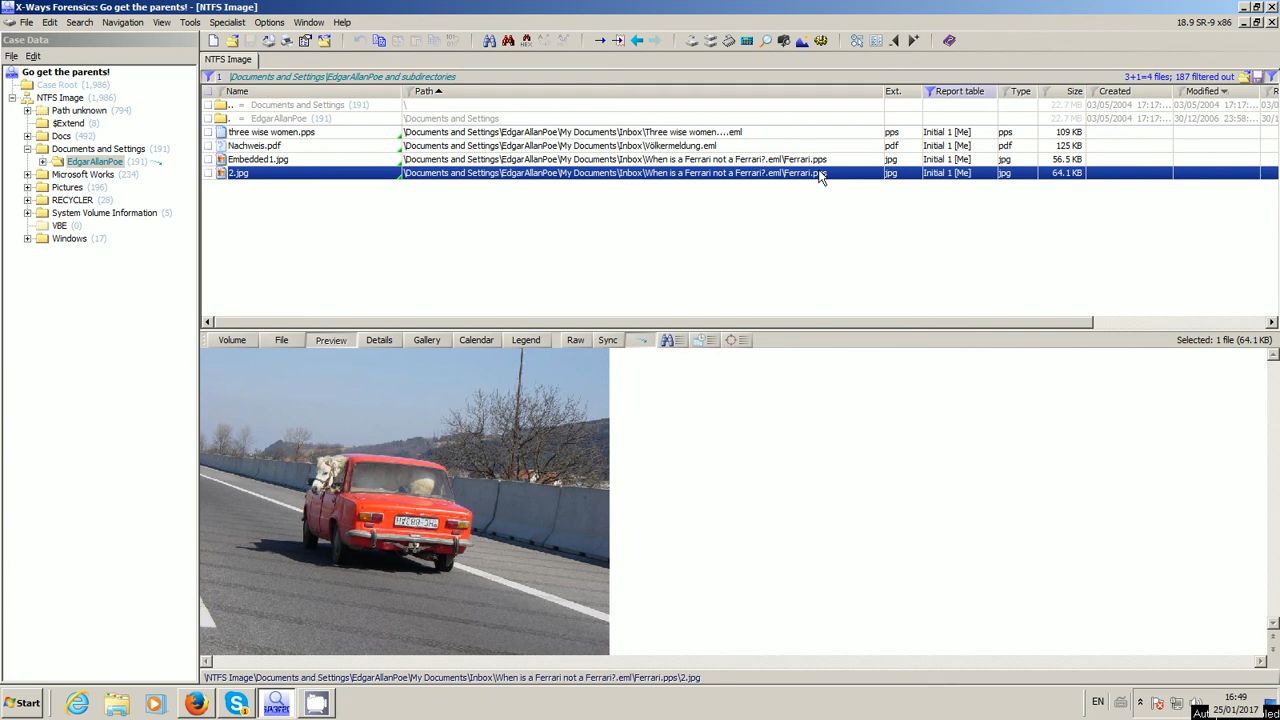 X-Ways Forensics: Go get the parents! - [NTFS Image]
File Edit Search Navigation View Tools Specialist Options Window Help 18.9 SR-9 x86
Case Data
File Edit
Go get the parents!
Case Root (1,986)
NTFS Image (1,986)
Path unknown (794)
$Extend (8)
Docs (492)
Documents and Settings (191)
EdgarAllanPoe (191)
Microsoft Works (234)
Pictures (196)
RECYCLER (28)
System Volume Information (5)
VBE (0)
Windows (17)
NTFS Image
1 \Documents and Settings\EdgarAllanPoe and subdirectories 3+1=4 files; 187 filtered out
Name Path Ext. Report table Type Size Created Modified
.. = Documents and Settings (191) \ 22.7 MB 03/05/2004 17:17:... 03/05/2004 17:17:...
. = EdgarAllanPoe (191) \Documents and Settings 22.7 MB 03/05/2004 17:17:... 30/12/2006 23:58:...
three wise women.pps \Documents and Settings\EdgarAllanPoe\My Documents\Inbox\Three wise women....eml pps Initial 1 [Me] pps 109 KB
Nachweis.pdf \Documents and Settings\EdgarAllanPoe\My Documents\Inbox\Völkermeldung.eml pdf Initial 1 [Me] pdf 125 KB
Embedded1.jpg \Documents and Settings\EdgarAllanPoe\My Documents\Inbox\When is a Ferrari not a Ferrari?.eml\Ferrari.pps jpg Initial 1 [Me] jpg 56.5 KB
2.jpg \Documents and Settings\EdgarAllanPoe\My Documents\Inbox\When is a Ferrari not a Ferrari?.eml\Ferrari.pps jpg Initial 1 [Me] jpg 64.1 KB
Volume File Preview Details Gallery Calendar Legend Raw Sync Selected: 1 file (64.1 KB)
\NTFS Image\Documents and Settings\EdgarAllanPoe\My Documents\Inbox\When is a Ferrari not a Ferrari?.eml\Ferrari.pps\2.jpg
Start EN 16:49
25/01/2017